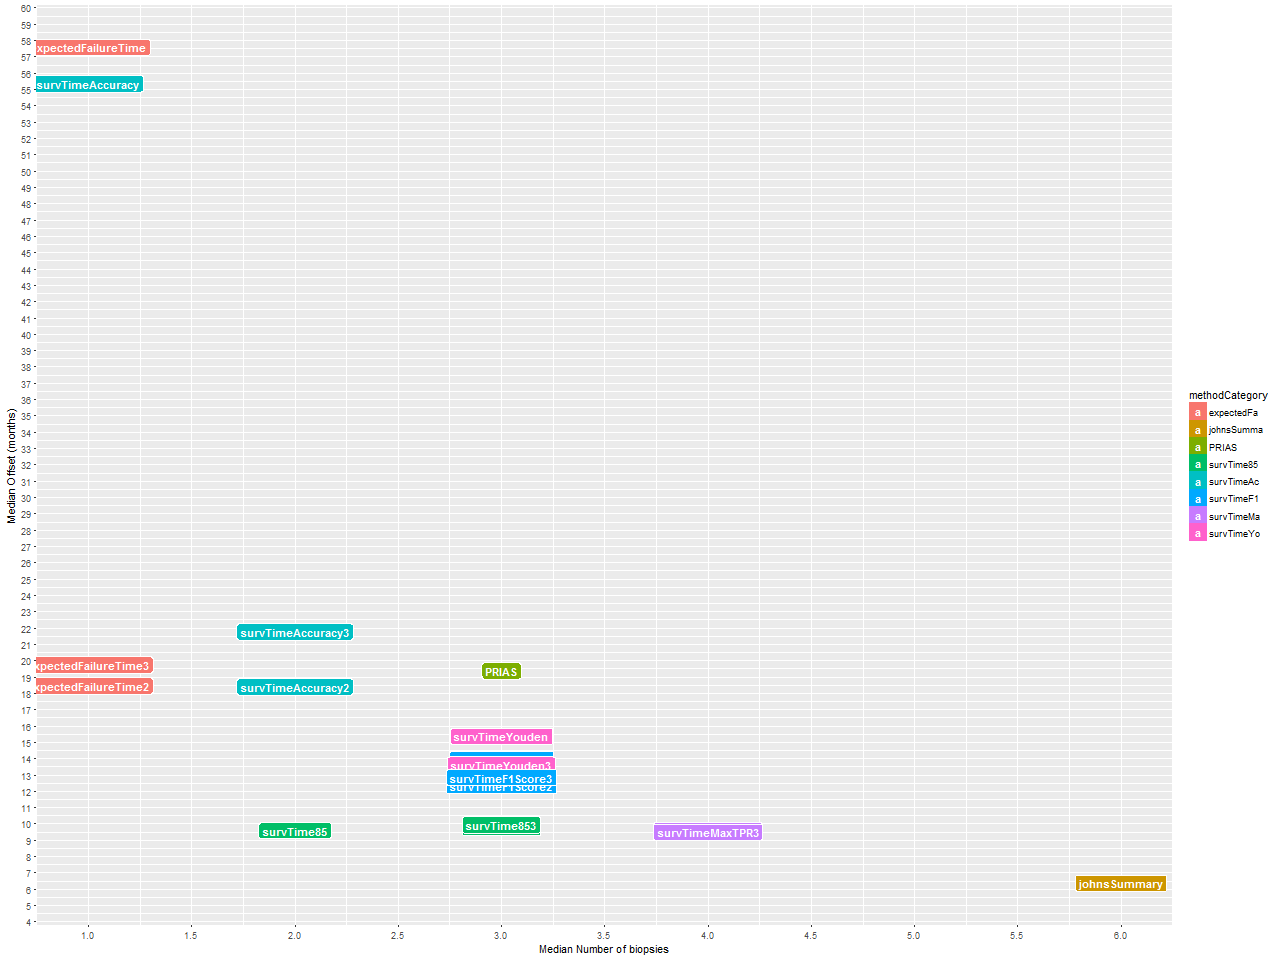 60
59
58
57
56
55
54
53
52
51
50
49
48
47
46
45
44
43
42
41
40
39
38
37
36
35
34
33
32
31
30
29
28
27
26
25
24
23
22
21
20
19
18
17
16
15
14
13
12
11
10
9
8
7
6
5
4
Median Offset (months)
xpectedFailureTime
survTimeAccuracy
survTimeAccuracy3
xpectedFailureTime3
PRIAS
xpectedFailureTime2
survTimeAccuracy2
survTimeYouden
survTimeYouden3
survTimeF1Score3
survTimeF1Score2
survTime853
survTime85
survTimeMaxTPR3
johnsSummary
1.0 1.5 2.0 2.5 3.0 3.5 4.0 4.5 5.0 5.5 6.0
Median Number of biopsies
methodCategory
a expectedFa
a johnsSumma
a PRIAS
a survTime85
a survTimeAc
a survTimeF1
a survTimeMa
a survTimeYo